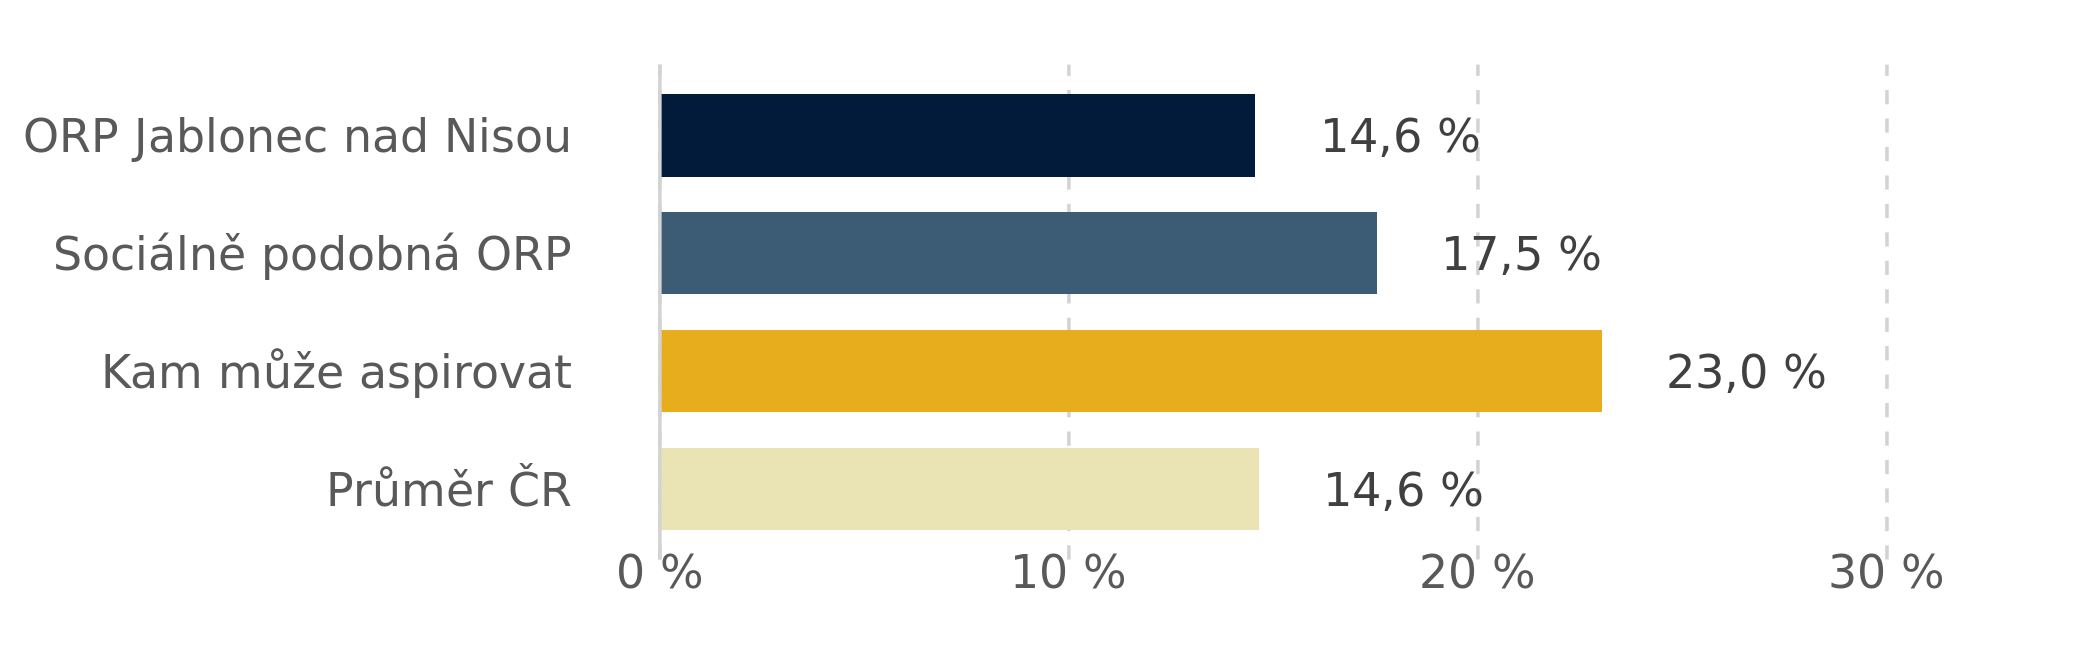 ORP Jablonec nad Nisou 14,6 %
Sociálně podobná ORP 17,5 %
Kam může aspirovat 23,0 %
Průměr ČR 14,6 %
0 % 10 % 20 % 30 %